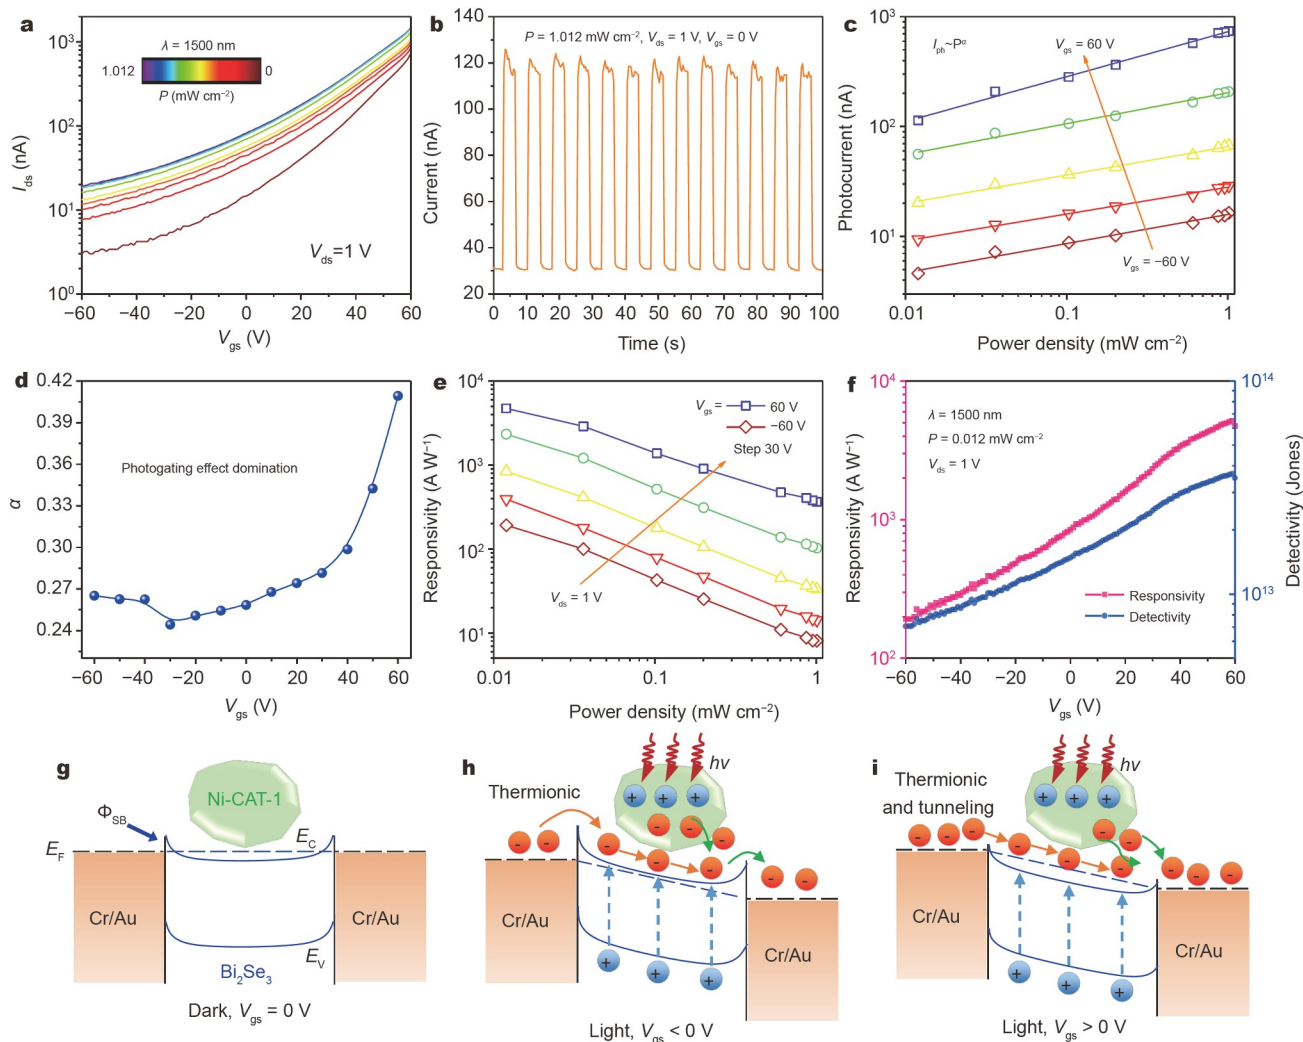 a
10³
10²
10¹
10⁰
I_ds (nA)
λ = 1500 nm
1.012
0
P (mW cm⁻²)
V_ds=1 V
−60 −40 −20 0 20 40 60
V_gs (V)
b
140
120
100
80
60
40
20
Current (nA)
P = 1.012 mW cm⁻², V_ds = 1 V, V_gs = 0 V
0 10 20 30 40 50 60 70 80 90 100
Time (s)
c
10³
10²
10¹
Photocurrent (nA)
I_ph~P^α
V_gs = 60 V
V_gs = −60 V
0.01 0.1 1
Power density (mW cm⁻²)
d
0.42
0.39
0.36
0.33
0.30
0.27
0.24
α
Photogating effect domination
−60 −40 −20 0 20 40 60
V_gs (V)
e
10⁴
10³
10²
10¹
Responsivity (A W⁻¹)
V_gs = 60 V
−60 V
Step 30 V
V_ds = 1 V
0.01 0.1 1
Power density (mW cm⁻²)
f
10⁴
10³
10²
Responsivity (A W⁻¹)
λ = 1500 nm
P = 0.012 mW cm⁻²
V_ds = 1 V
Responsivity
Detectivity
10¹⁴
10¹³
Detectivity (Jones)
−60 −40 −20 0 20 40 60
V_gs (V)
g
Ni-CAT-1
Φ_SB
E_F
E_C
Cr/Au
Cr/Au
E_V
Bi₂Se₃
Dark, V_gs = 0 V
h
hv
Thermionic
+ + +
- - - - - - - - - -
Cr/Au
Cr/Au
+ + +
Light, V_gs < 0 V
i
hv
Thermionic
and tunneling
+ + +
- - - - - - - - - - - -
Cr/Au
Cr/Au
+ + +
Light, V_gs > 0 V